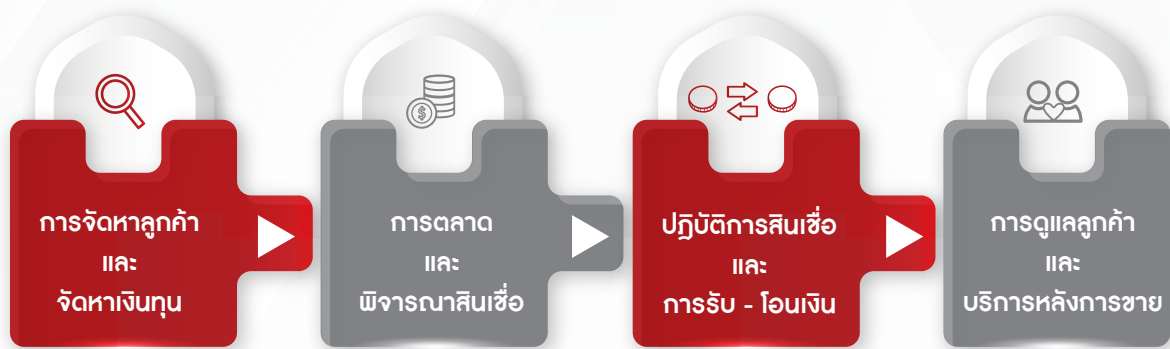 การจัดหาลูกค้า
และ
จัดหาเงินทุน
การตลาด
และ
พิจารณาสินเชื่อ
ปฏิบัติการสินเชื่อ
และ
การรับ - โอนเงิน
การดูแลลูกค้า
และ
บริการหลังการขาย